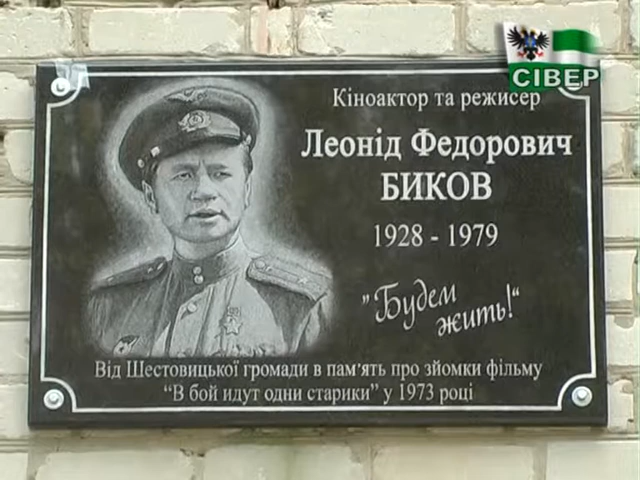 СІВЕР
Кіноактор та режисер
Леонід Федорович
БИКОВ
1928 - 1979
„Будем
жить!“
Від Шестовицької громади в пам'ять про зйомки фільму
“В бой идут одни старики” у 1973 році